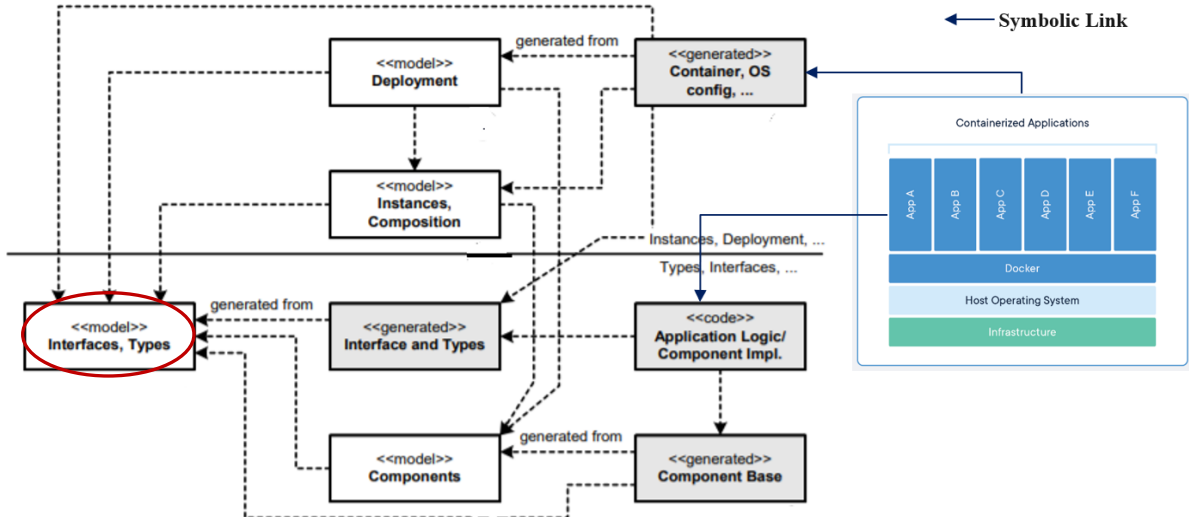 Symbolic Link
generated from
<<model>>
Deployment
<<generated>>
Container, OS
config, ...
Containerized Applications
App A
App B
App C
App D
App E
App F
Docker
Host Operating System
Infrastructure
<<model>>
Instances,
Composition
Instances, Deployment, ...
Types, Interfaces, ...
<<model>>
Interfaces, Types
generated from
<<generated>>
Interface and Types
<<code>>
Application Logic/
Component Impl.
<<model>>
Components
generated from
<<generated>>
Component Base